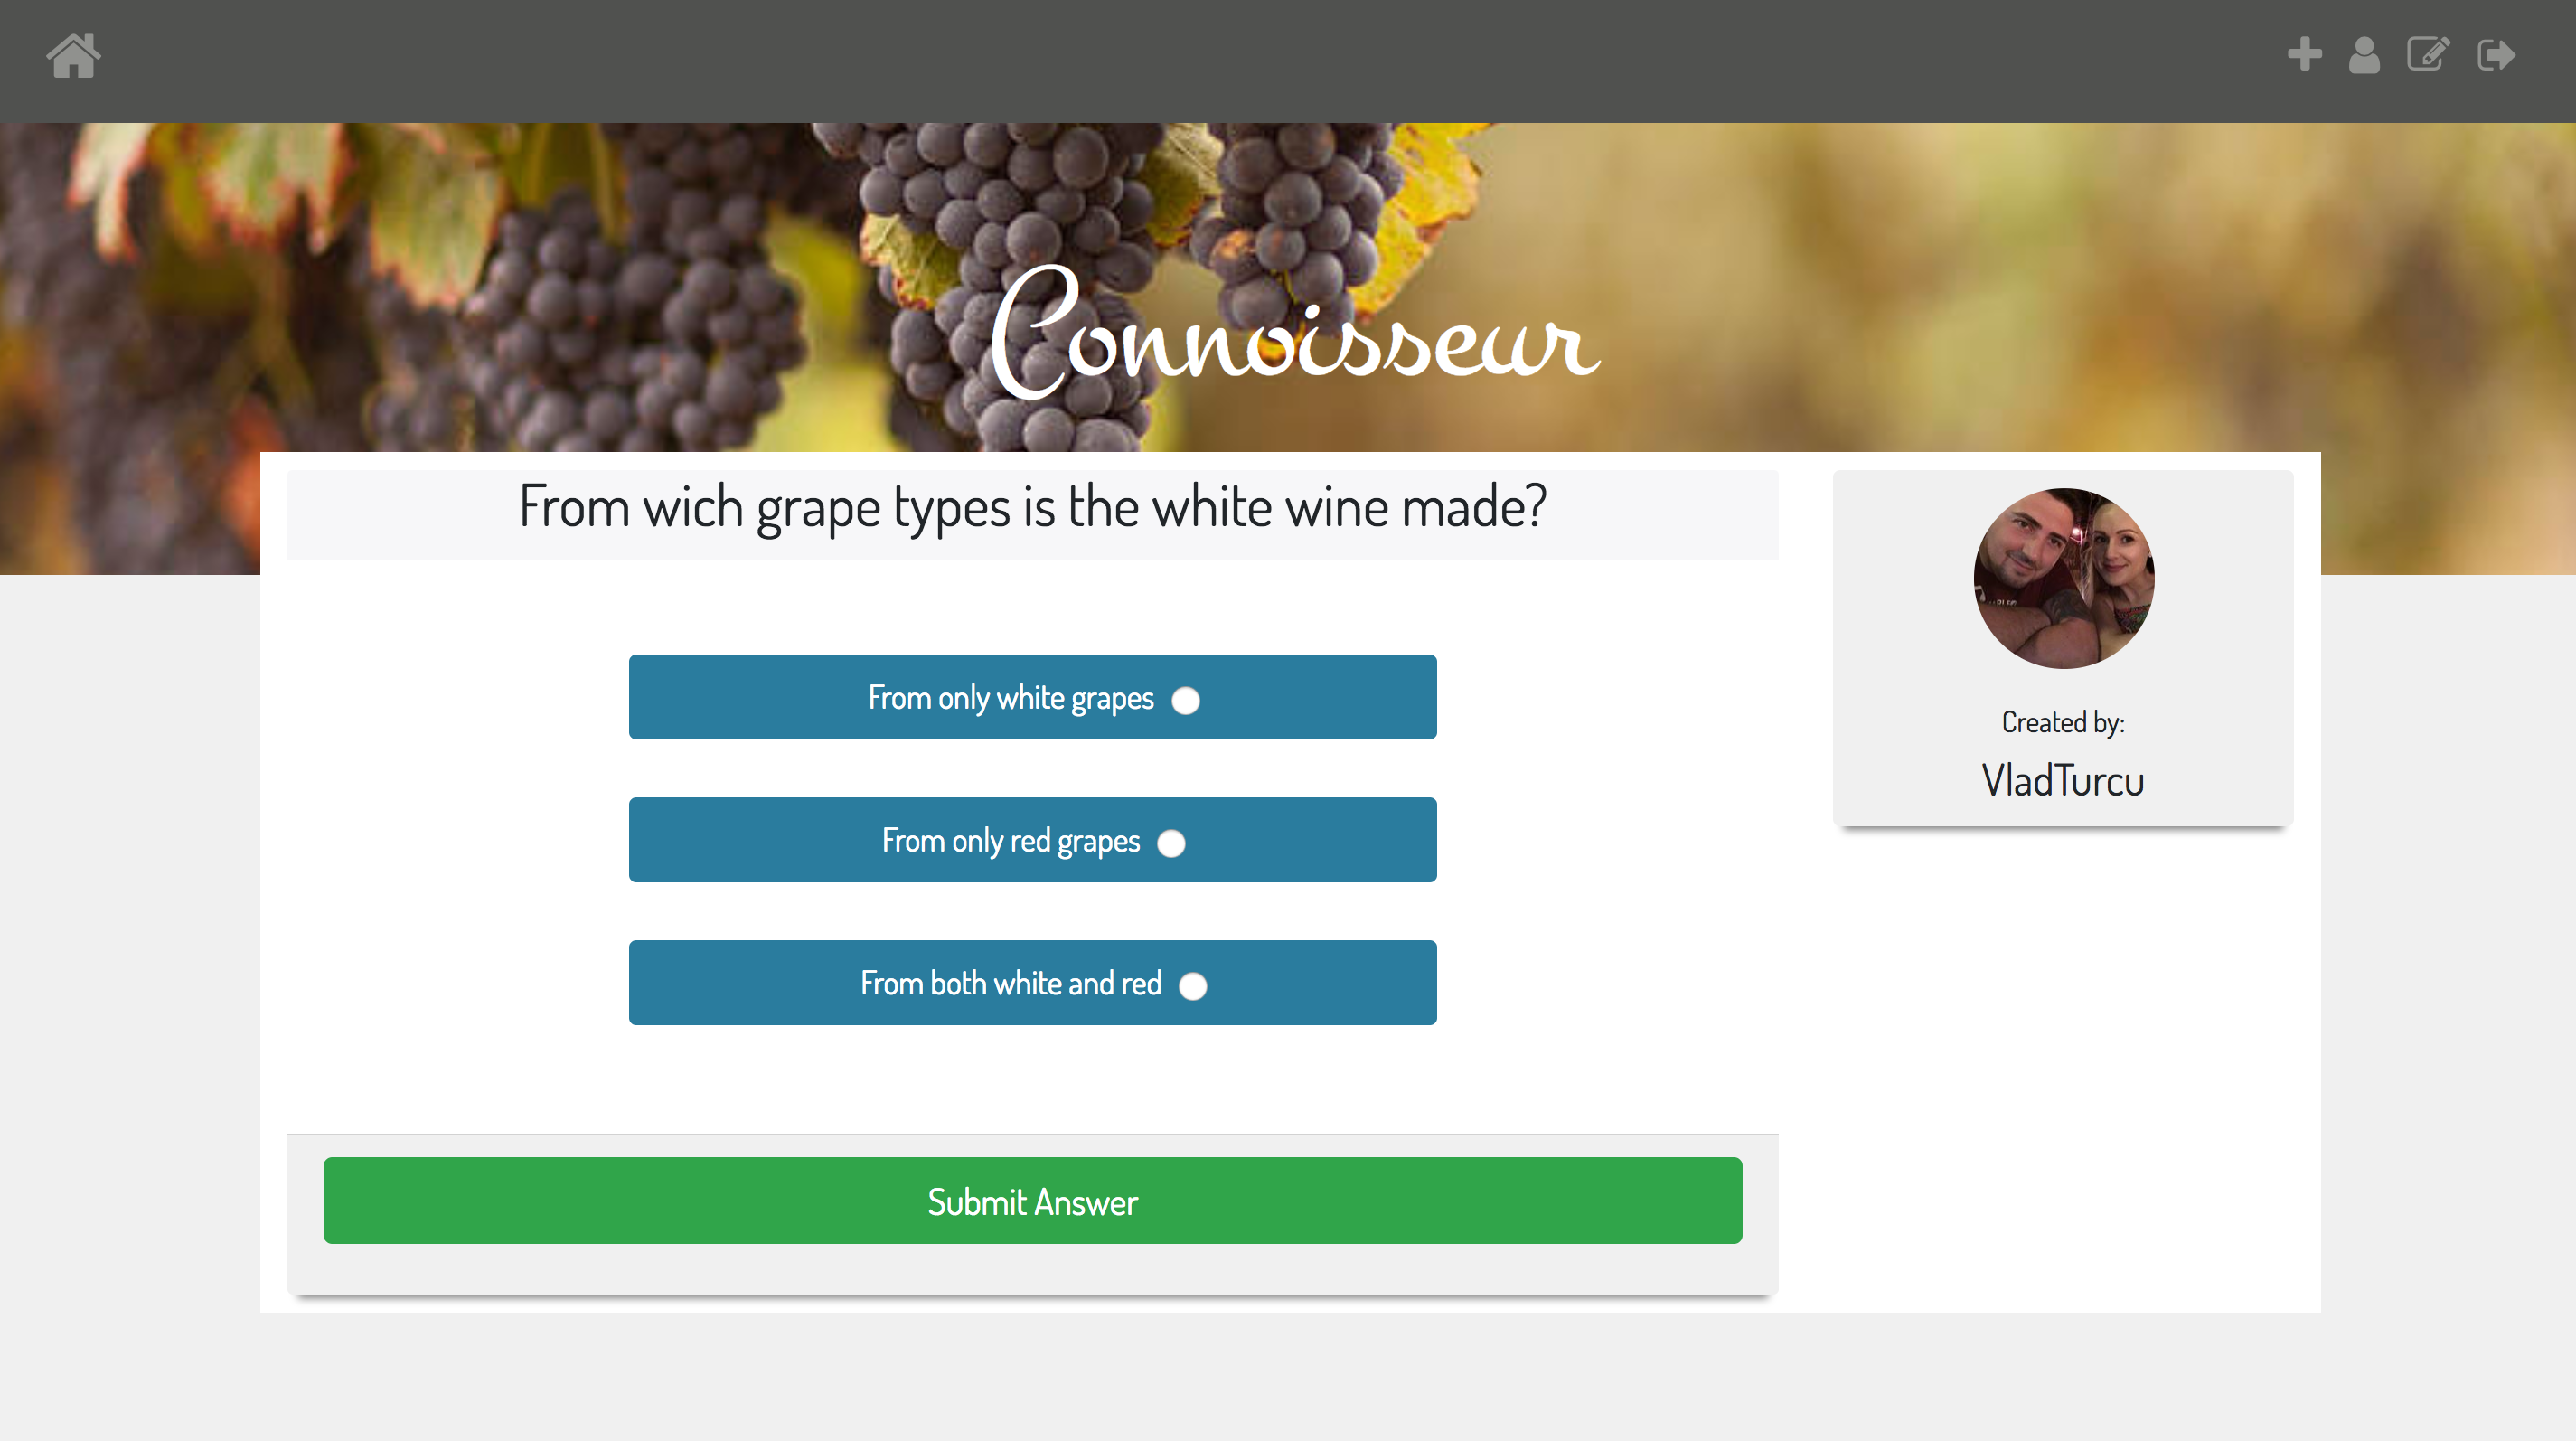 Connoisseur
From wich grape types is the white wine made?
From only white grapes
From only red grapes
From both white and red
Submit Answer
Created by:
VladTurcu